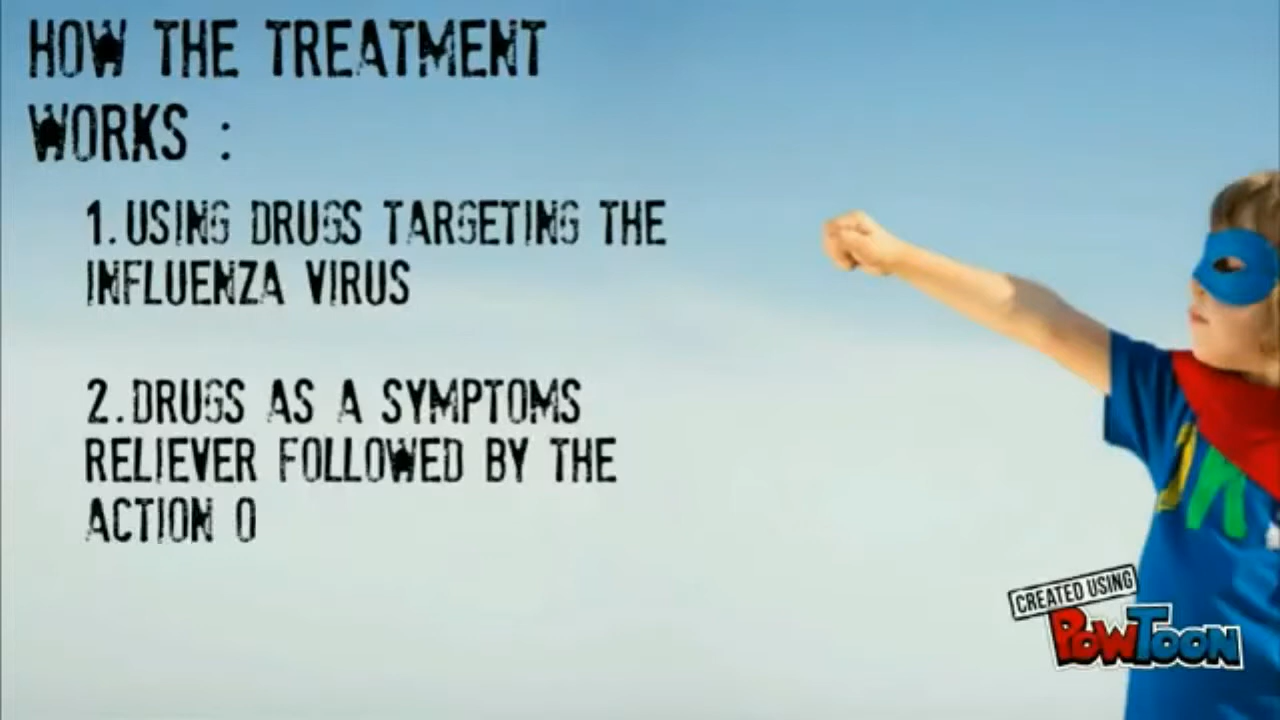 HOW THE TREATMENT
WORKS :
1. USING DRUGS TARGETING THE
INFLUENZA VIRUS
2. DRUGS AS A SYMPTOMS
RELIEVER FOLLOWED BY THE
ACTION O
CREATED USING
POWTOON